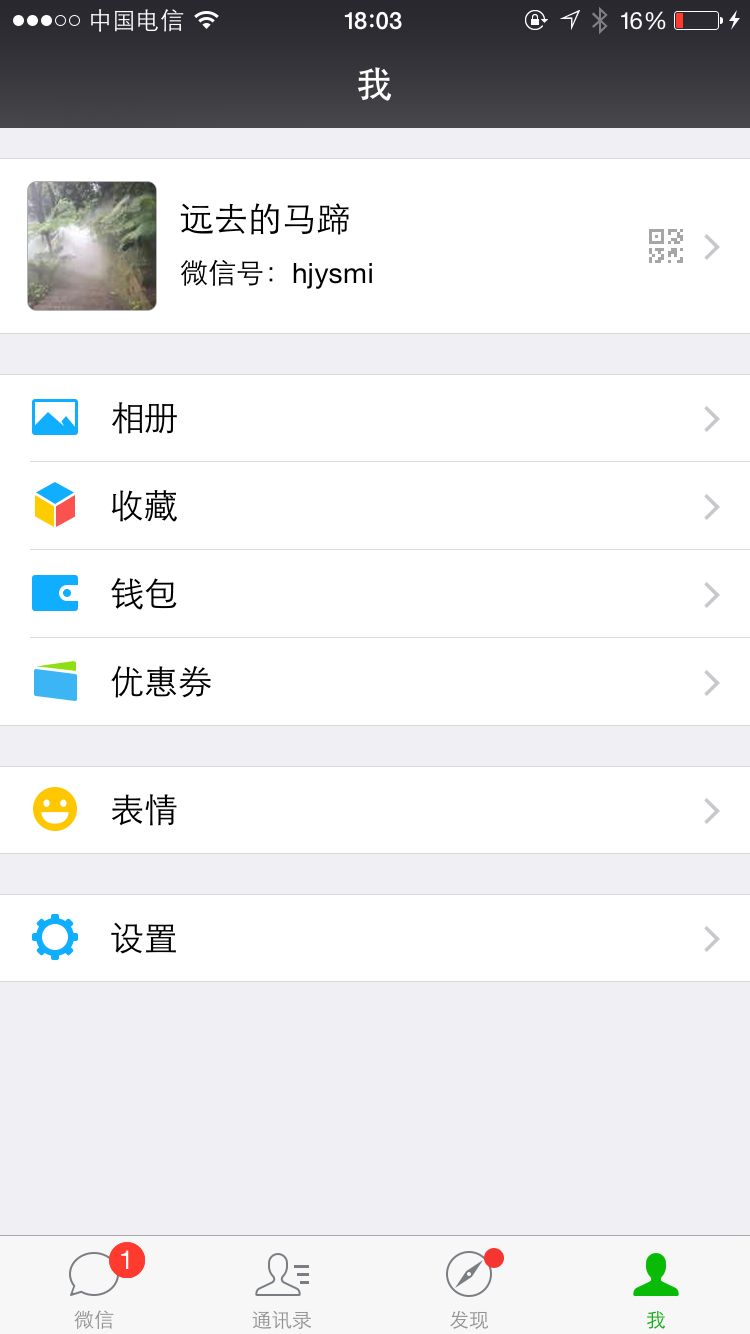 中国电信 18:03 16%
我
远去的马蹄
微信号: hjysmi
相册
收藏
钱包
优惠券
表情
设置
1
微信 通讯录 发现 我